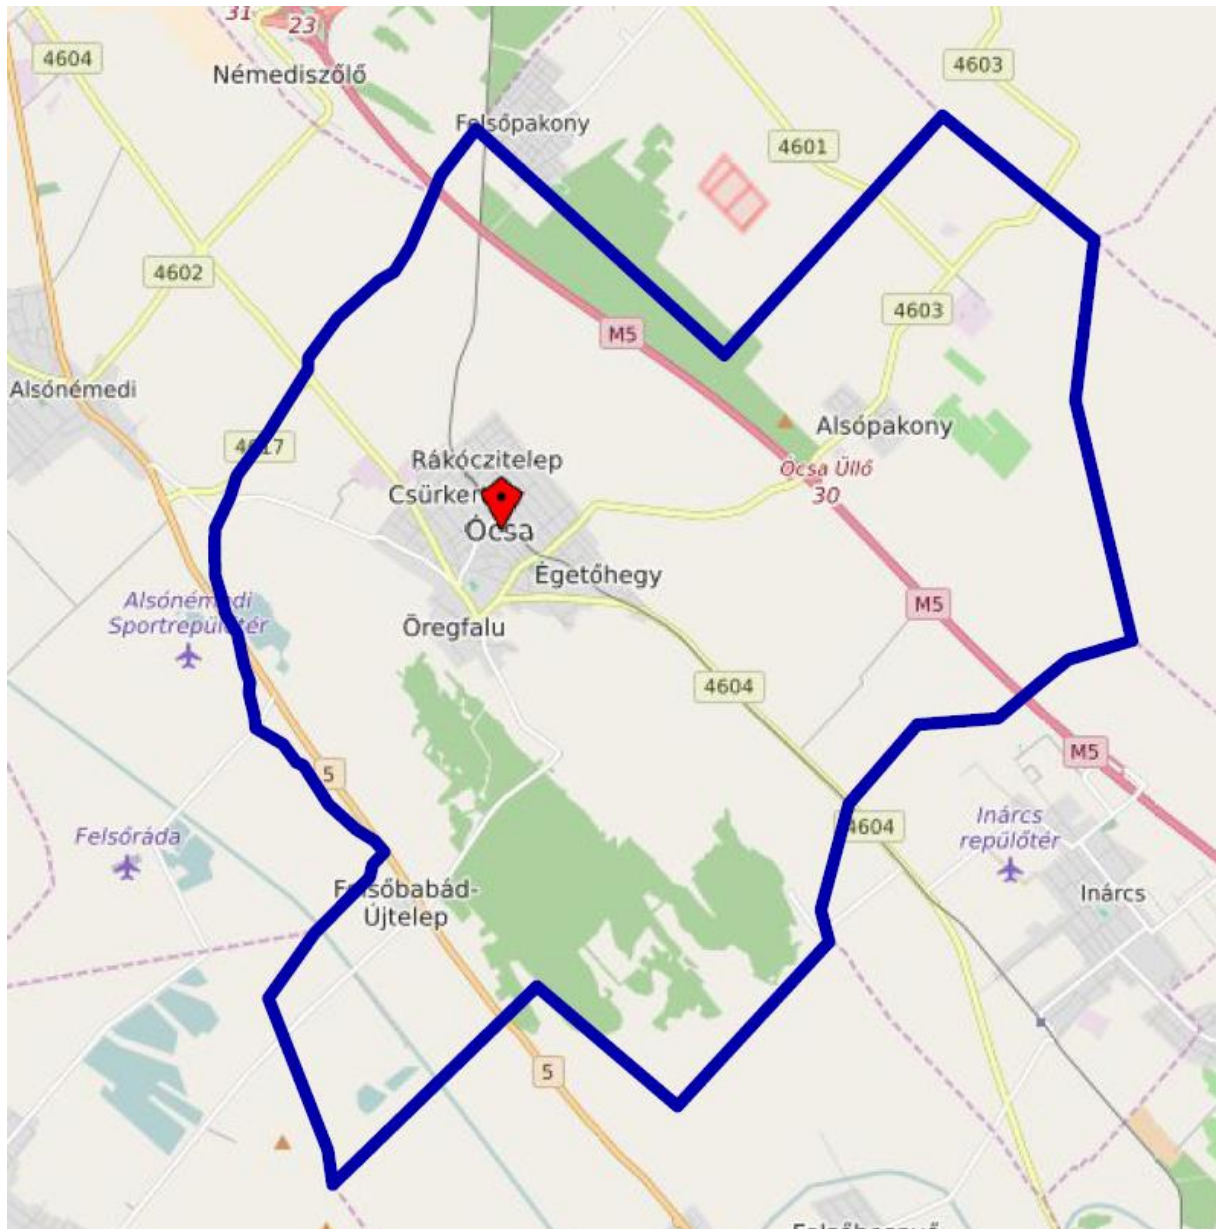 31
23
4604
4603
Némediszőlő
Felsőpakony
4601
4602
4603
M5
Alsónémedi
Alsópakony
4617
Rákóczitelep
Ócsa Üllő
30
Ócsa
Égetőhegy
M5
Alsónémedi
Sportrepülőtér
Öregfalu
4604
M5
5
Inárcs
repülőtér
4604
Felsőráda
Inárcs
Újtelep
5